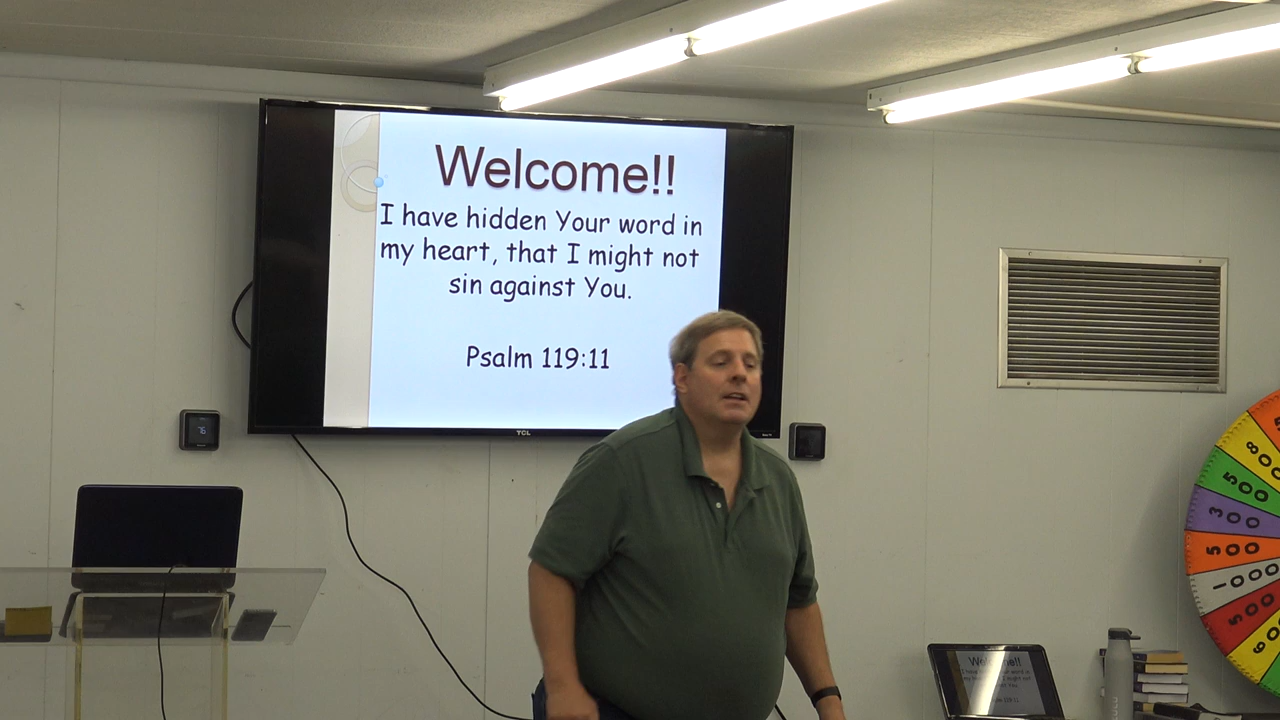 Welcome!!
I have hidden Your word in
my heart, that I might not
sin against You.
Psalm 119:11
TCL
800
500
300
500
1000
500
Welcome!!